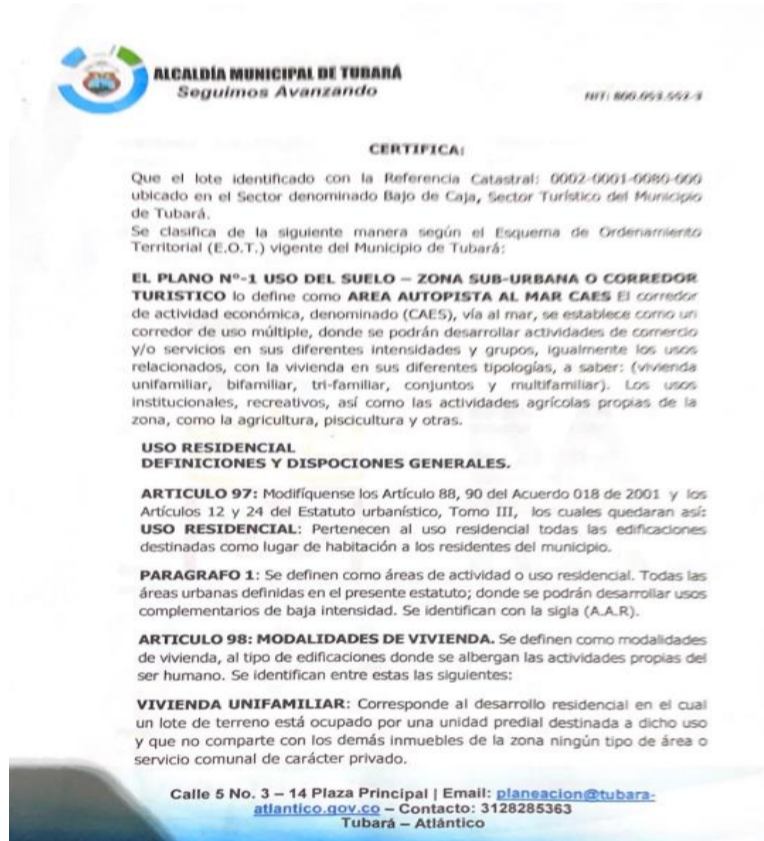 ALCALDÍA MUNICIPAL DE TUBARÁ
Seguimos Avanzando
NIT: 800.053.552-3
CERTIFICA:
Que el lote identificado con la Referencia Catastral: 0002-0001-0080-000
ubicado en el Sector denominado Bajo de Caja, Sector Turístico del Municipio
de Tubará.
Se clasifica de la siguiente manera según el Esquema de Ordenamiento
Territorial (E.O.T.) vigente del Municipio de Tubará:
EL PLANO Nº-1 USO DEL SUELO – ZONA SUB-URBANA O CORREDOR
TURISTICO lo define como AREA AUTOPISTA AL MAR CAES El corredor
de actividad económica, denominado (CAES), vía al mar, se establece como un
corredor de uso múltiple, donde se podrán desarrollar actividades de comercio
y/o servicios en sus diferentes intensidades y grupos, igualmente los usos
relacionados, con la vivienda en sus diferentes tipologías, a saber: (vivienda
unifamiliar, bifamiliar, tri-familiar, conjuntos y multifamiliar). Los usos
institucionales, recreativos, así como las actividades agrícolas propias de la
zona, como la agricultura, piscicultura y otras.
USO RESIDENCIAL
DEFINICIONES Y DISPOCIONES GENERALES.
ARTICULO 97: Modifíquense los Artículo 88, 90 del Acuerdo 018 de 2001 y los
Artículos 12 y 24 del Estatuto urbanístico, Tomo III, los cuales quedaran así:
USO RESIDENCIAL: Pertenecen al uso residencial todas las edificaciones
destinadas como lugar de habitación a los residentes del municipio.
PARAGRAFO 1: Se definen como áreas de actividad o uso residencial. Todas las
áreas urbanas definidas en el presente estatuto; donde se podrán desarrollar usos
complementarios de baja intensidad. Se identifican con la sigla (A.A.R).
ARTICULO 98: MODALIDADES DE VIVIENDA. Se definen como modalidades
de vivienda, al tipo de edificaciones donde se albergan las actividades propias del
ser humano. Se identifican entre estas las siguientes:
VIVIENDA UNIFAMILIAR: Corresponde al desarrollo residencial en el cual
un lote de terreno está ocupado por una unidad predial destinada a dicho uso
y que no comparte con los demás inmuebles de la zona ningún tipo de área o
servicio comunal de carácter privado.
Calle 5 No. 3 – 14 Plaza Principal | Email: planeacion@tubara-
atlantico.gov.co – Contacto: 3128285363
Tubará – Atlántico